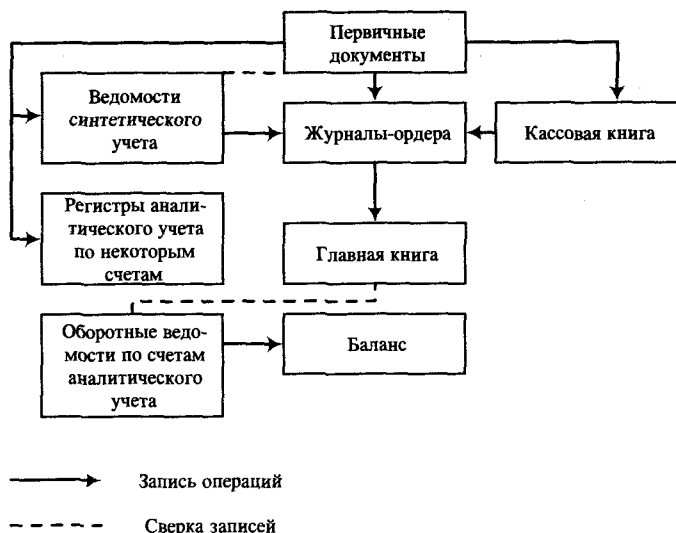 Первичные
документы
Ведомости
синтетического
учета
Журналы-ордера
Кассовая книга
Регистры анали-
тического учета
по некоторым
счетам
Главная книга
Оборотные ведо-
мости по счетам
аналитического
учета
Баланс
Запись операций
Сверка записей